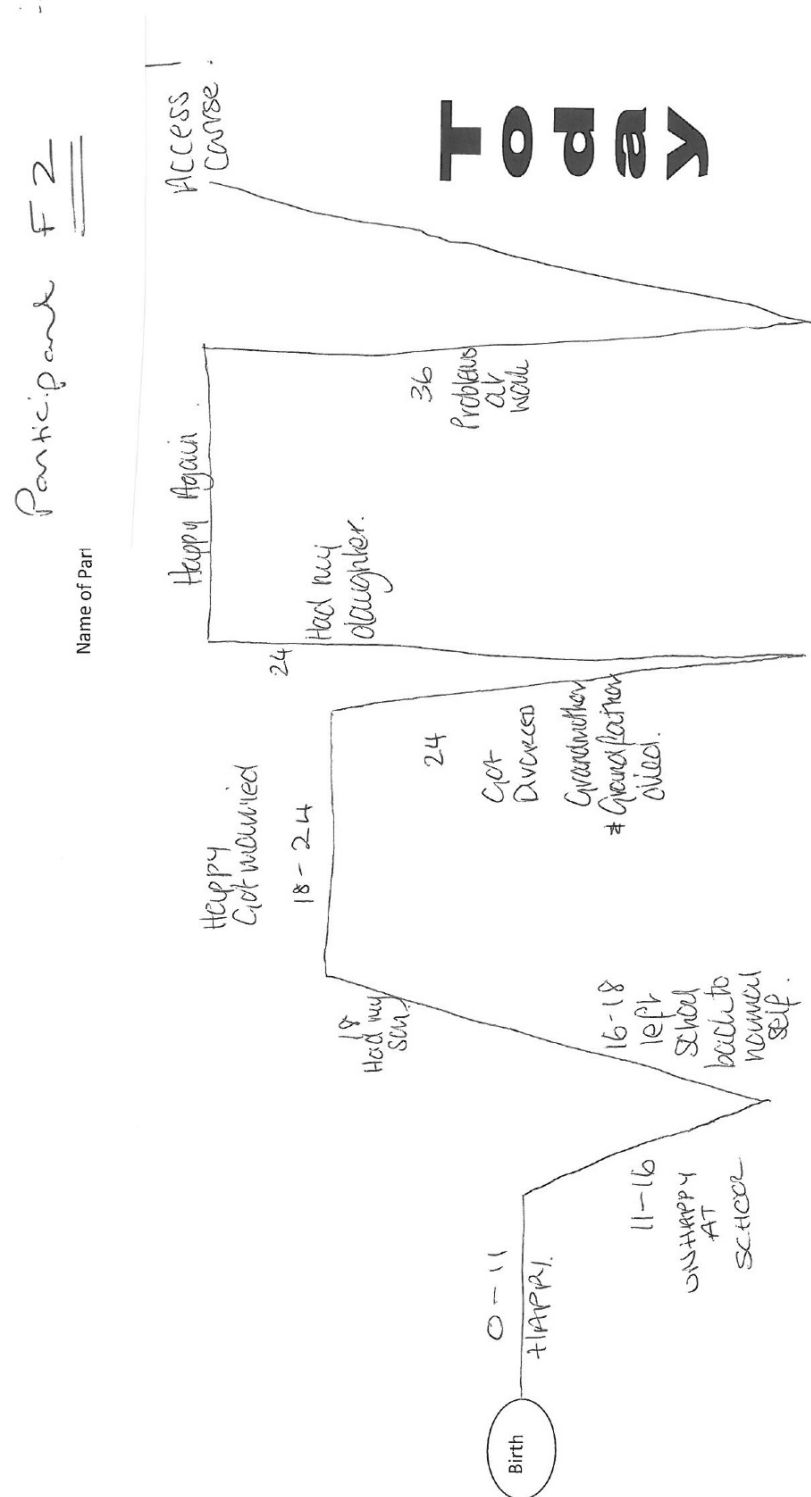 Participant F2
Name of Parti
Birth
0-11
HAPPY.
11-16
UNHAPPY
AT
SCHOOL
16-18
left
school
back to
normal
self.
18
Had my
son
Happy
Got married
18-24
24
Got
Divorced
Grandmother
+ Grandfather
died.
24
Had my
daughter.
Happy Again
36
Problems
at
work
Access
Course.
Today